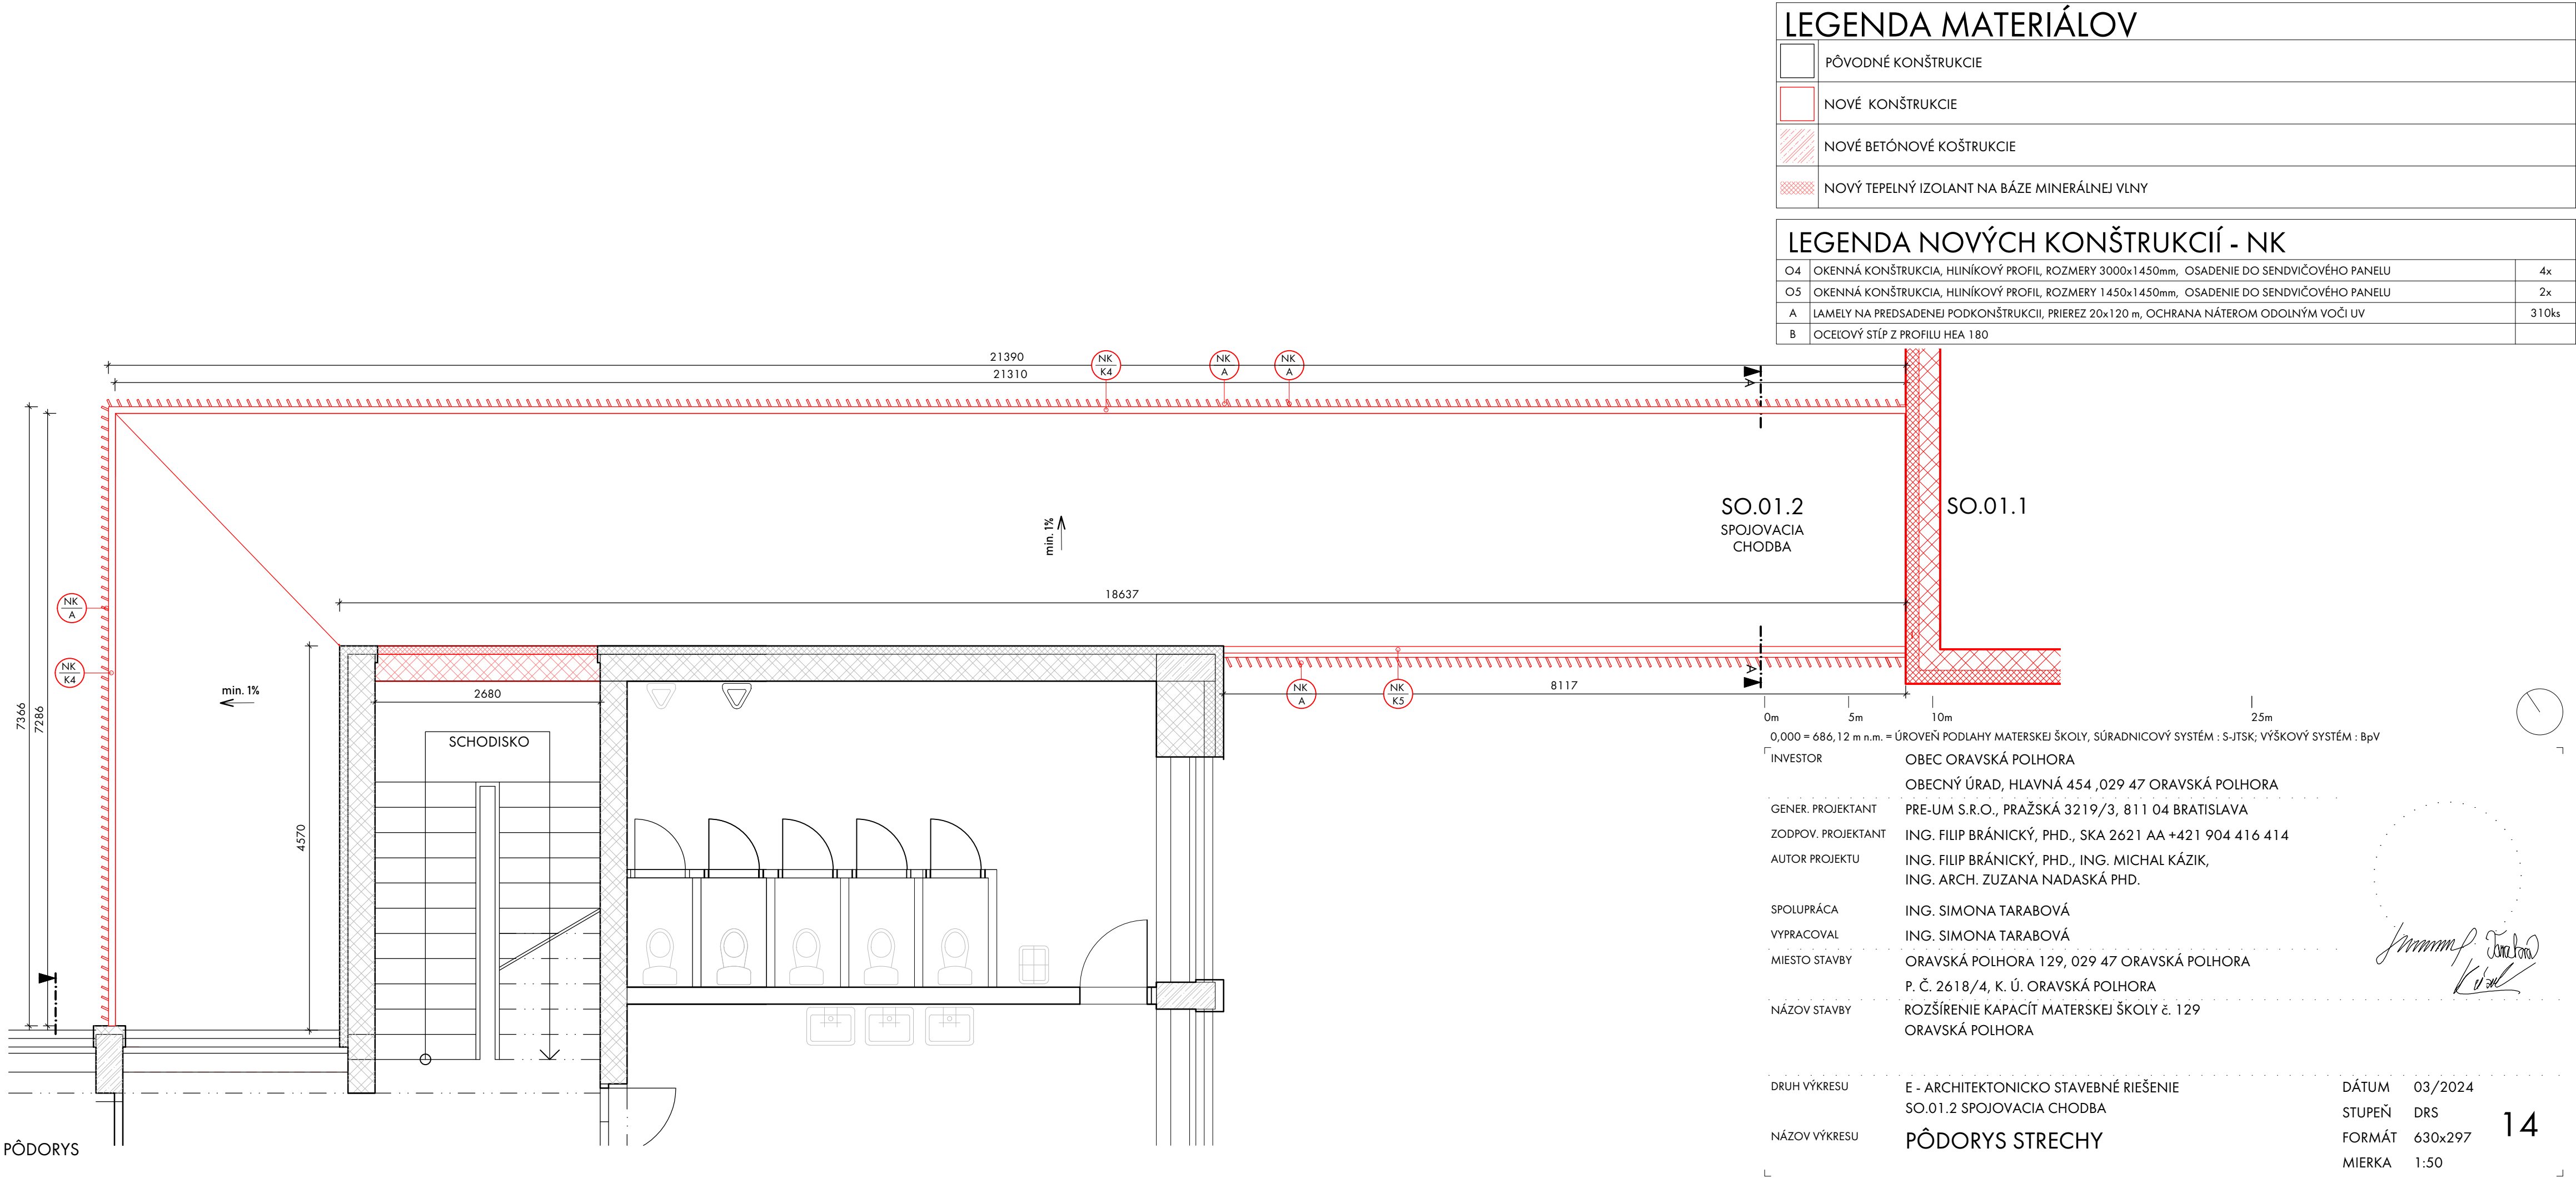 LEGENDA MATERIÁLOV
PÔVODNÉ KONŠTRUKCIE
NOVÉ KONŠTRUKCIE
NOVÉ BETÓNOVÉ KOŠTRUKCIE
NOVÝ TEPELNÝ IZOLANT NA BÁZE MINERÁLNEJ VLNY
LEGENDA NOVÝCH KONŠTRUKCIÍ - NK
O4 OKENNÁ KONŠTRUKCIA, HLINÍKOVÝ PROFIL, ROZMERY 3000x1450mm, OSADENIE DO SENDVIČOVÉHO PANELU 4x
O5 OKENNÁ KONŠTRUKCIA, HLINÍKOVÝ PROFIL, ROZMERY 1450x1450mm, OSADENIE DO SENDVIČOVÉHO PANELU 2x
A LAMELY NA PREDSADENEJ PODKONŠTRUKCII, PRIEREZ 20x120 m, OCHRANA NÁTEROM ODOLNÝM VOČI UV 310ks
B OCEĽOVÝ STĹP Z PROFILU HEA 180
21390
21310
NK
K4
NK
A
NK
A
A
SO.01.2
SPOJOVACIA
CHODBA
SO.01.1
min. 1%
18637
NK
A
NK
K4
min. 1%
7366
7286
4570
2680
SCHODISKO
A
NK
A
NK
K5
8117
0m 5m 10m 25m
0,000 = 686,12 m n.m. = ÚROVEŇ PODLAHY MATERSKEJ ŠKOLY, SÚRADNICOVÝ SYSTÉM : S-JTSK; VÝŠKOVÝ SYSTÉM : BpV
INVESTOR OBEC ORAVSKÁ POLHORA
OBECNÝ ÚRAD, HLAVNÁ 454 ,029 47 ORAVSKÁ POLHORA
GENER. PROJEKTANT PRE-UM S.R.O., PRAŽSKÁ 3219/3, 811 04 BRATISLAVA
ZODPOV. PROJEKTANT ING. FILIP BRÁNICKÝ, PHD., SKA 2621 AA +421 904 416 414
AUTOR PROJEKTU ING. FILIP BRÁNICKÝ, PHD., ING. MICHAL KÁZIK,
ING. ARCH. ZUZANA NADASKÁ PHD.
SPOLUPRÁCA ING. SIMONA TARABOVÁ
VYPRACOVAL ING. SIMONA TARABOVÁ
MIESTO STAVBY ORAVSKÁ POLHORA 129, 029 47 ORAVSKÁ POLHORA
P. Č. 2618/4, K. Ú. ORAVSKÁ POLHORA
NÁZOV STAVBY ROZŠÍRENIE KAPACÍT MATERSKEJ ŠKOLY č. 129
ORAVSKÁ POLHORA
DRUH VÝKRESU E - ARCHITEKTONICKO STAVEBNÉ RIEŠENIE
SO.01.2 SPOJOVACIA CHODBA
NÁZOV VÝKRESU PÔDORYS STRECHY
DÁTUM 03/2024
STUPEŇ DRS
FORMÁT 630x297
MIERKA 1:50
14
PÔDORYS